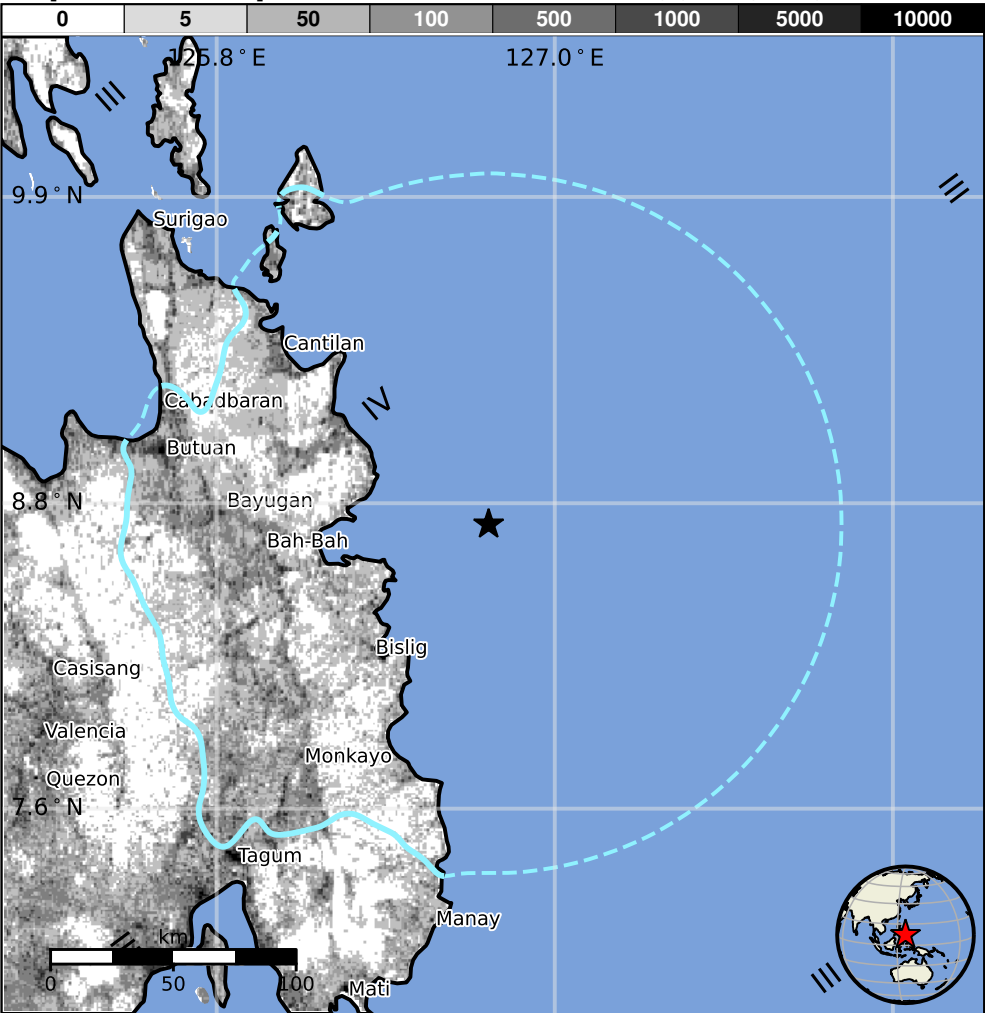 0 5 50 100 500 1000 5000 10000
125.8°E 127.0°E
III
III
9.9°N
Surigao
Cantilan
IV
Cabadbaran
Butuan
8.8°N
Bayugan
Bah-Bah
Bislig
Casisang
Valencia
Monkayo
Quezon
7.6°N
Tagum
Manay
km
0 50 100
III
Mati